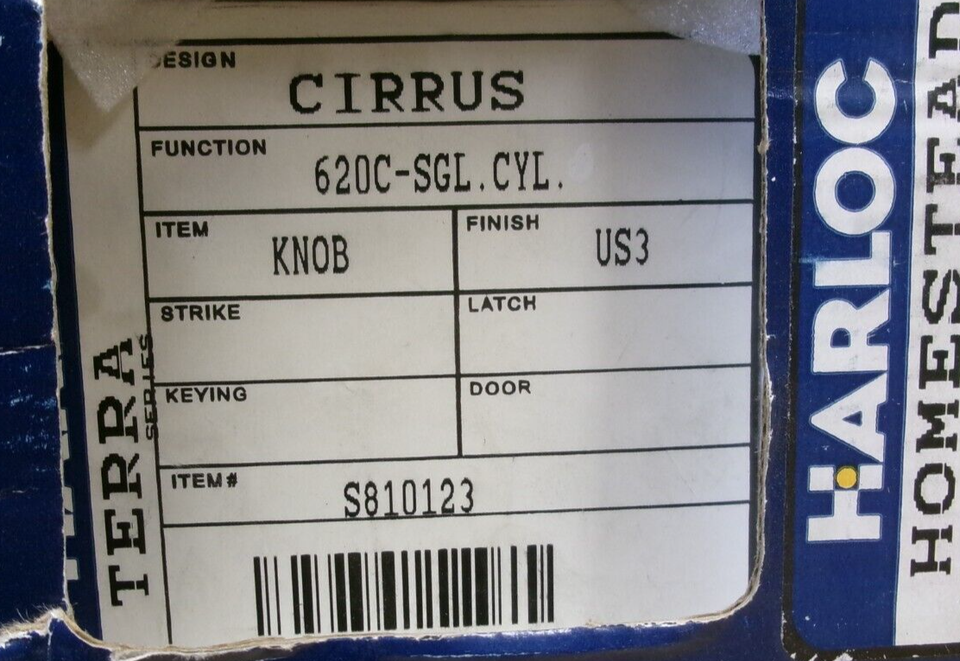 DESIGN
CIRRUS
FUNCTION
620C-SGL.CYL.
ITEM
KNOB
FINISH
US3
STRIKE
LATCH
KEYING
DOOR
ITEM#
S810123
TERRA
SERIES
HARLOC
HOMESTEAD